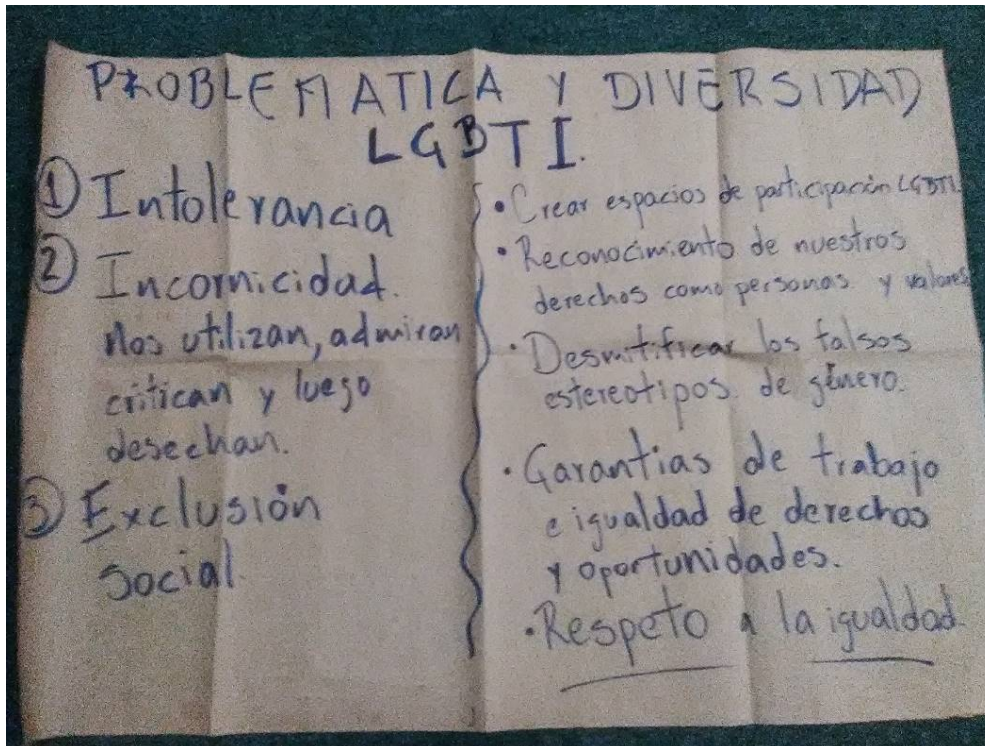 PROBLEMATICA Y DIVERSIDAD
LGBTI.
① Intolerancia
② Incornicidad.
Nos utilizan, admiran
critican y luego
desechan.
③ Exclusión
social.
• Crear espacios de participación LGBTI.
• Reconocimiento de nuestros
derechos como personas y valores
• Desmitificar los falsos
estereotipos de género.
• Garantias de trabajo
e igualdad de derechos
y oportunidades.
• Respeto a la igualdad.